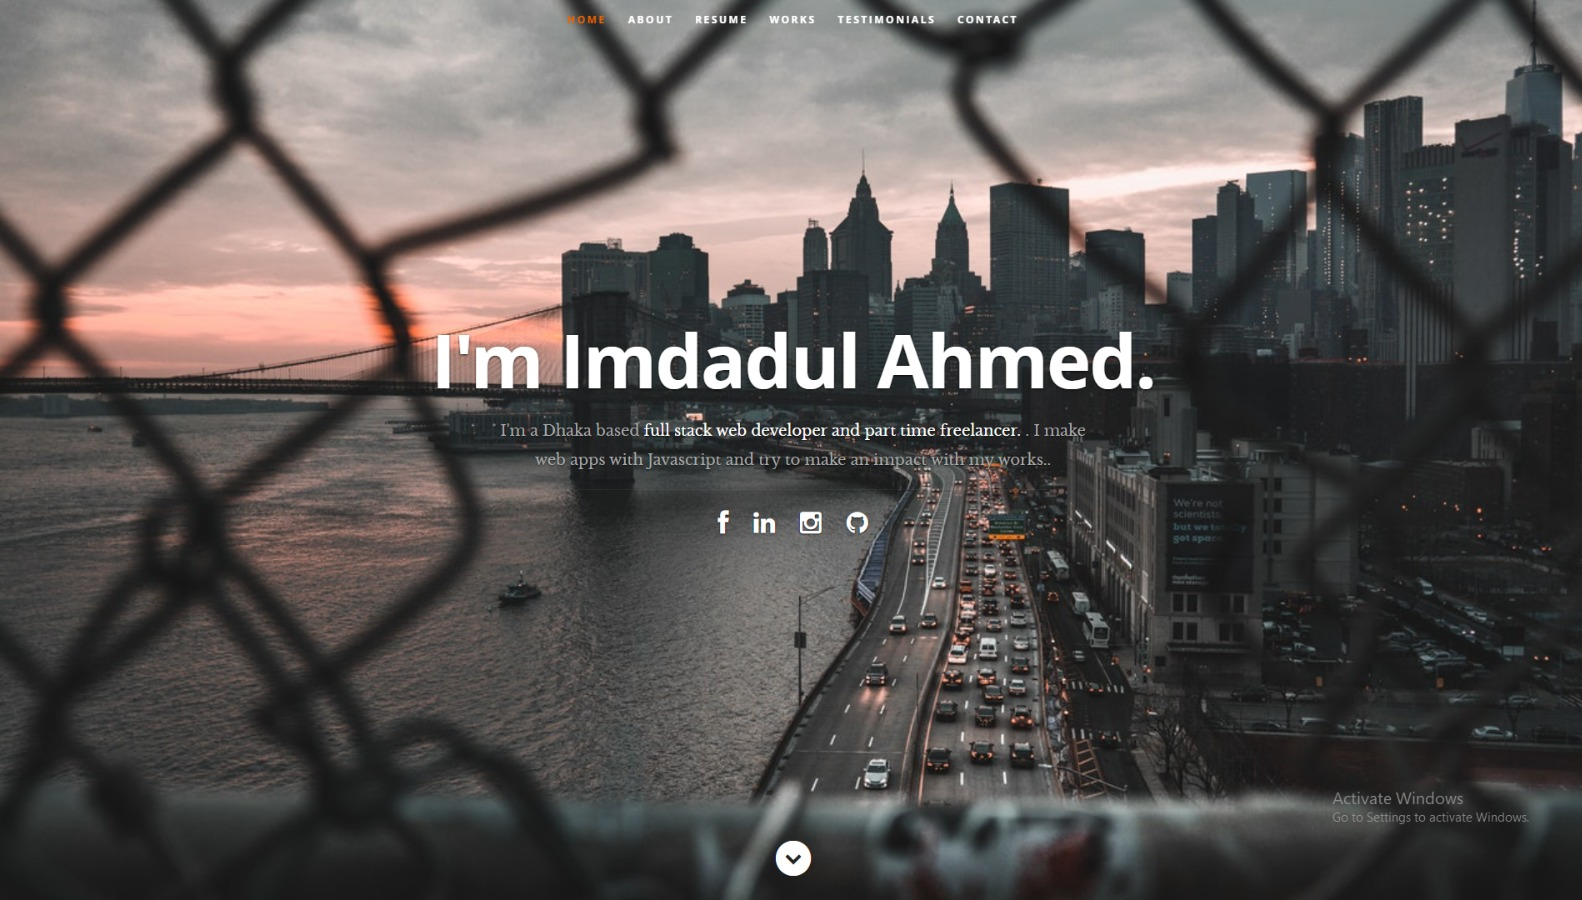 HOME ABOUT RESUME WORKS TESTIMONIALS CONTACT
I'm Imdadul Ahmed.
I'm a Dhaka based full stack web developer and part time freelancer. . I make
web apps with Javascript and try to make an impact with my works..
We're not
scientists,
but we totally
got space.
Activate Windows
Go to Settings to activate Windows.